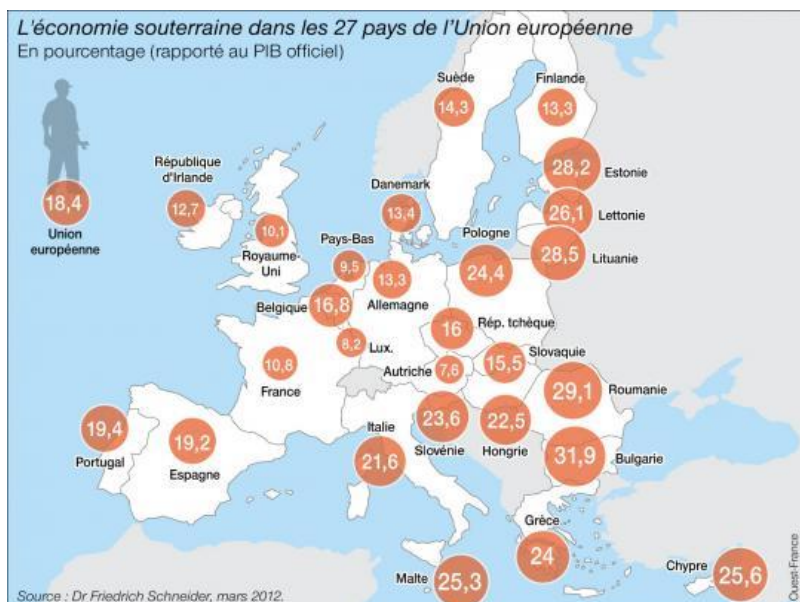 L'économie souterraine dans les 27 pays de l'Union européenne
En pourcentage (rapporté au PIB officiel)
Suède
14,3
Finlande
13,3
28,2
Estonie
République
d'Irlande
12,7
18,4
Union
européenne
Danemark
13,4
26,1
Lettonie
10,1
Royaume-
Uni
Pays-Bas
9,5
Pologne
24,4
28,5
Lituanie
13,3
Allemagne
Belgique
16,8
16
Rép. tchèque
8,2
Lux.
Slovaquie
15,5
Autriche
7,6
10,8
France
29,1
Roumanie
23,6
Slovénie
22,5
Hongrie
19,4
Portugal
19,2
Espagne
Italie
21,6
31,9
Bulgarie
Grèce
24
Malte
25,3
Chypre
25,6
Source : Dr Friedrich Schneider, mars 2012.
Ouest-France